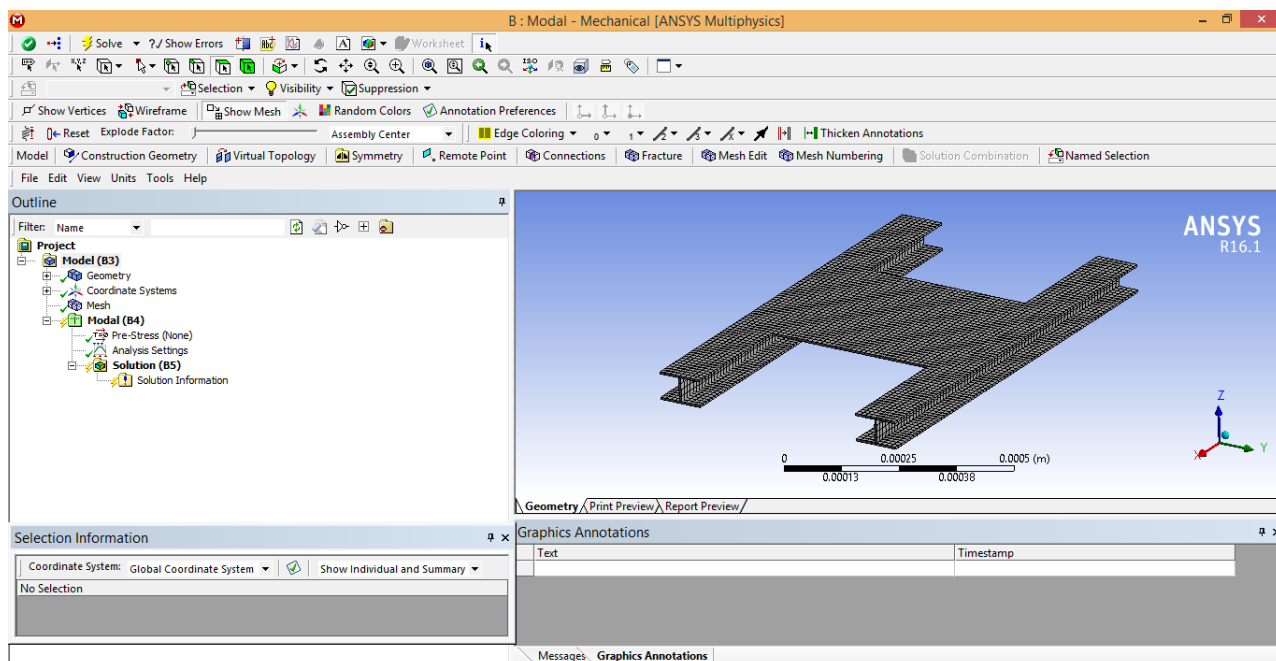 B : Modal - Mechanical [ANSYS Multiphysics]
Solve ?/ Show Errors Worksheet
Selection Visibility Suppression
Show Vertices Wireframe Show Mesh Random Colors Annotation Preferences
Reset Explode Factor: Assembly Center Edge Coloring Thicken Annotations
Model Construction Geometry Virtual Topology Symmetry Remote Point Connections Fracture Mesh Edit Mesh Numbering Solution Combination Named Selection
File Edit View Units Tools Help
Outline
Filter: Name
Project
Model (B3)
Geometry
Coordinate Systems
Mesh
Modal (B4)
Pre-Stress (None)
Analysis Settings
Solution (B5)
Solution Information
ANSYS
R16.1
Z
Y
X
0 0.00025 0.0005 (m)
0.00013 0.00038
Geometry Print Preview Report Preview
Selection Information
Coordinate System: Global Coordinate System Show Individual and Summary
No Selection
Graphics Annotations
Text Timestamp
Messages Graphics Annotations